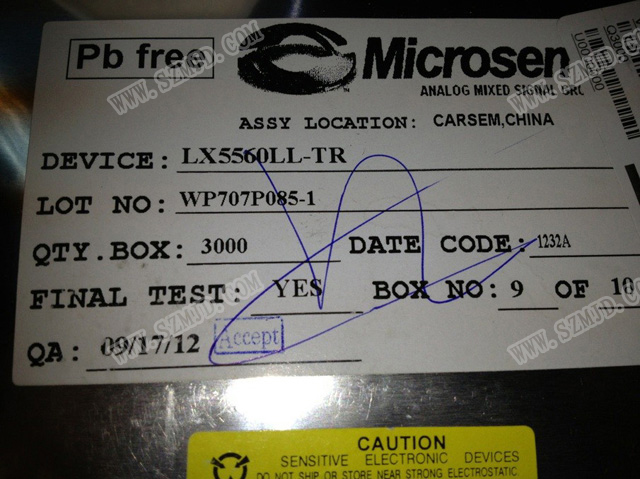 Pb free
Microsen
ANALOG MIXED SIGNAL GRC
ASSY LOCATION: CARSEM,CHINA
DEVICE: LX5560LL-TR
LOT NO: WP707P085-1
QTY.BOX: 3000 DATE CODE: 1232A
FINAL TEST: YES BOX NO: 9 OF 10
QA: 09/17/12 Accept
CAUTION
SENSITIVE ELECTRONIC DEVICES
DO NOT SHIP OR STORE NEAR STRONG ELECTROSTATIC
WWW.SZMJD.COM
WWW.SZMJD.COM
WWW.SZMJD.COM
WWW.SZMJD.COM